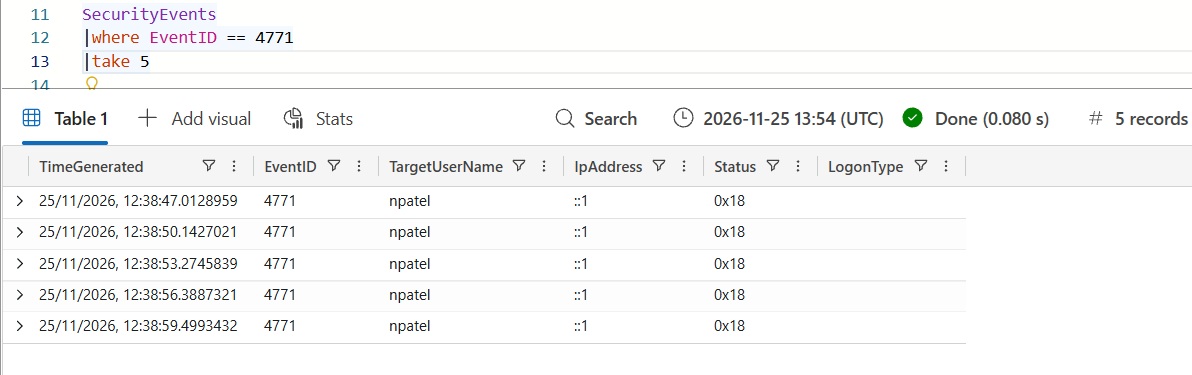 11 SecurityEvents
12 |where EventID == 4771
13 |take 5
14
Table 1 Add visual Stats Search 2026-11-25 13:54 (UTC) Done (0.080 s) # 5 records
TimeGenerated EventID TargetUserName IpAddress Status LogonType
25/11/2026, 12:38:47.0128959 4771 npatel ::1 0x18
25/11/2026, 12:38:50.1427021 4771 npatel ::1 0x18
25/11/2026, 12:38:53.2745839 4771 npatel ::1 0x18
25/11/2026, 12:38:56.3887321 4771 npatel ::1 0x18
25/11/2026, 12:38:59.4993432 4771 npatel ::1 0x18